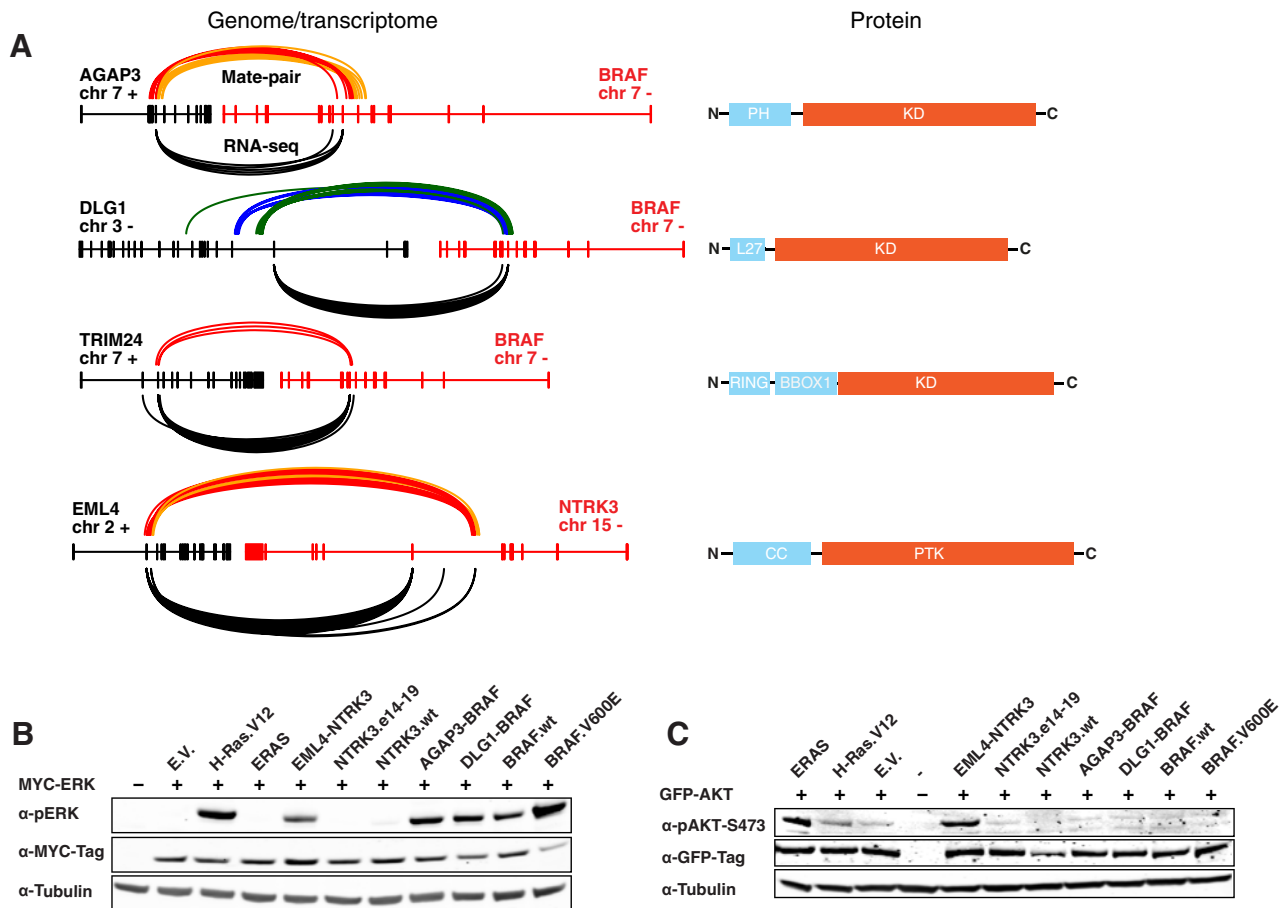 Genome/transcriptome
Protein
A
AGAP3
chr 7 +
Mate-pair
BRAF
chr 7 -
RNA-seq
N PH KD C
DLG1
chr 3 -
BRAF
chr 7 -
N L27 KD C
TRIM24
chr 7 +
BRAF
chr 7 -
N RING BBOX1 KD C
EML4
chr 2 +
NTRK3
chr 15 -
N CC PTK C
B
E.V.
H-Ras.V12
ERAS
EML4-NTRK3
NTRK3.e14-19
NTRK3.wt
AGAP3-BRAF
DLG1-BRAF
BRAF.wt
BRAF.V600E
MYC-ERK – + + + + + + + + + +
α-pERK
α-MYC-Tag
α-Tubulin
C
ERAS
H-Ras.V12
E.V.
-
EML4-NTRK3
NTRK3.e14-19
NTRK3.wt
AGAP3-BRAF
DLG1-BRAF
BRAF.wt
BRAF.V600E
GFP-AKT + + + – + + + + + + +
α-pAKT-S473
α-GFP-Tag
α-Tubulin